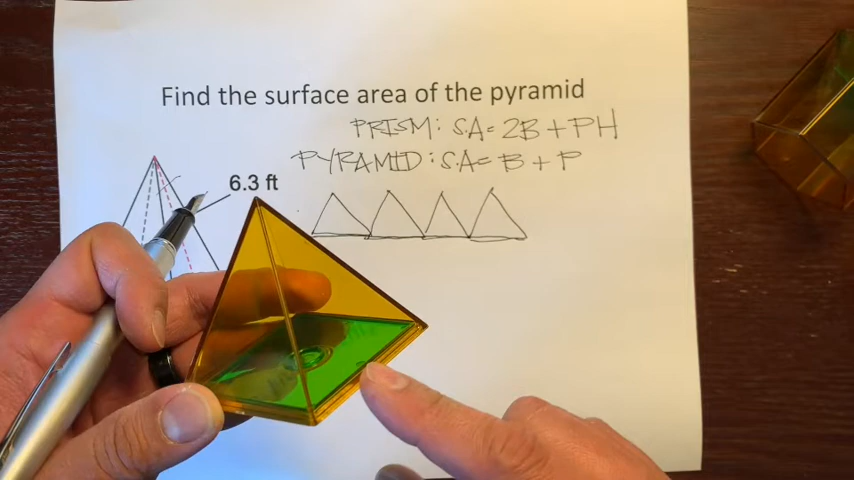 Find the surface area of the pyramid
PRISM: S.A= 2B + PH
PYRAMID: S.A= B + P
6.3 ft